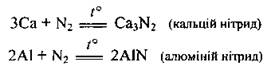 3Ca + N₂ =t°= Ca₃N₂ (кальцій нітрид)
2Al + N₂ =t°= 2AlN (алюміній нітрид)